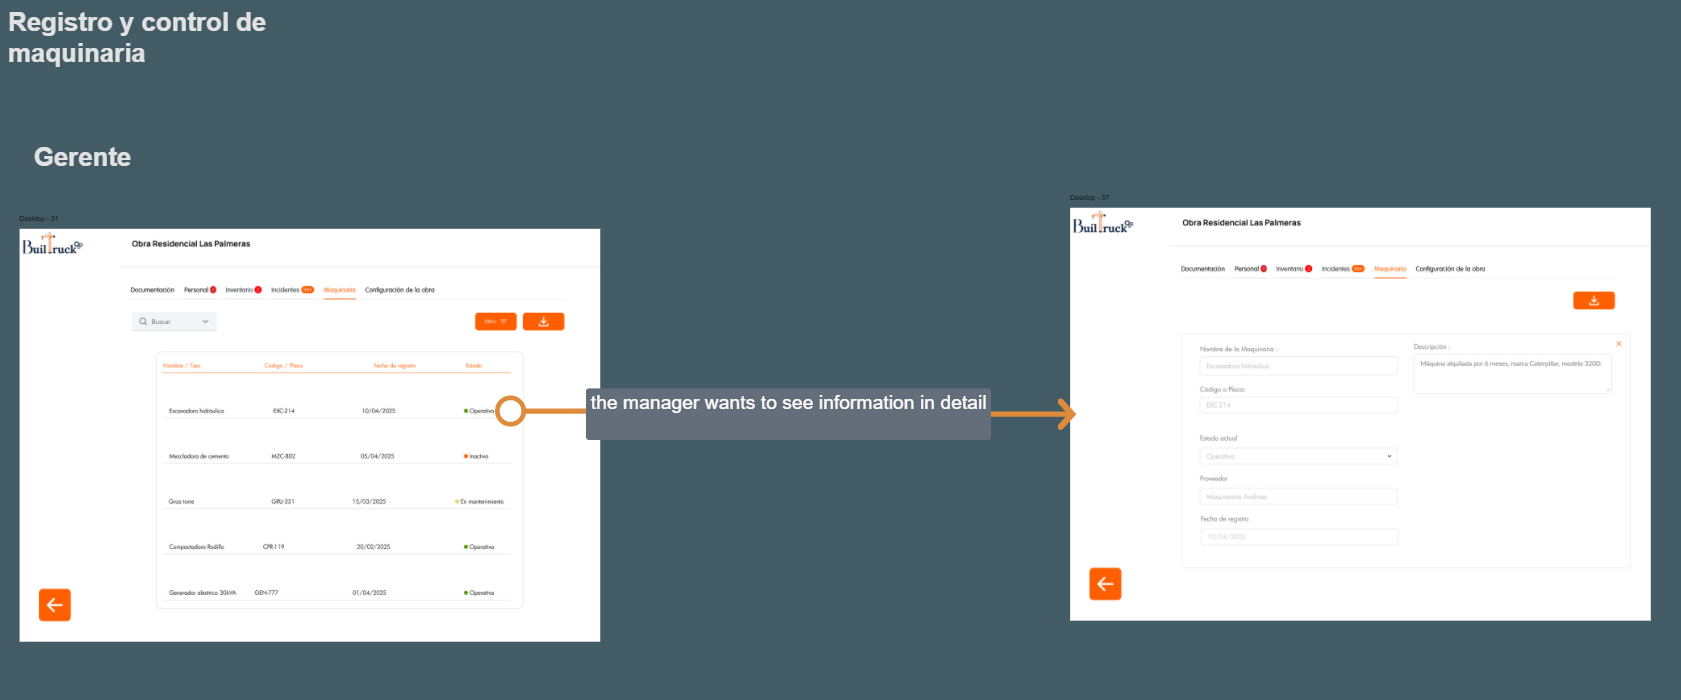 Registro y control de
maquinaria
Gerente
Desktop - 31
BuilTruck
Obra Residencial Las Palmeras
Documentación Personal Inventario 2 Incidentes 99+ Maquinaria Configuración de la obra
Buscar
Filtro
Nombre / Tipo Código / Placa Fecha de registro Estado
Excavadora hidráulica EXC-214 10/04/2025 Operativa
Mezcladora de cemento MZC-802 05/04/2025 Inactiva
Grúa torre GRU-331 15/03/2025 En mantenimiento
Compactadora Rodillo CPR-119 20/02/2025 Operativa
Generador eléctrico 30kVA GEN-777 01/04/2025 Operativa
the manager wants to see information in detail
Desktop - 57
BuilTruck
Obra Residencial Las Palmeras
Documentación Personal Inventario 2 Incidentes 99+ Maquinaria Configuración de la obra
Nombre de la Maquinaria :
Excavadora hidráulica
Código o Placa:
EXC-214
Estado actual
Operativa
Proveedor
Maquinarias Andinas
Fecha de registro
10/04/2025
Descripción :
Máquina alquilada por 6 meses, marca Caterpillar, modelo 320D.